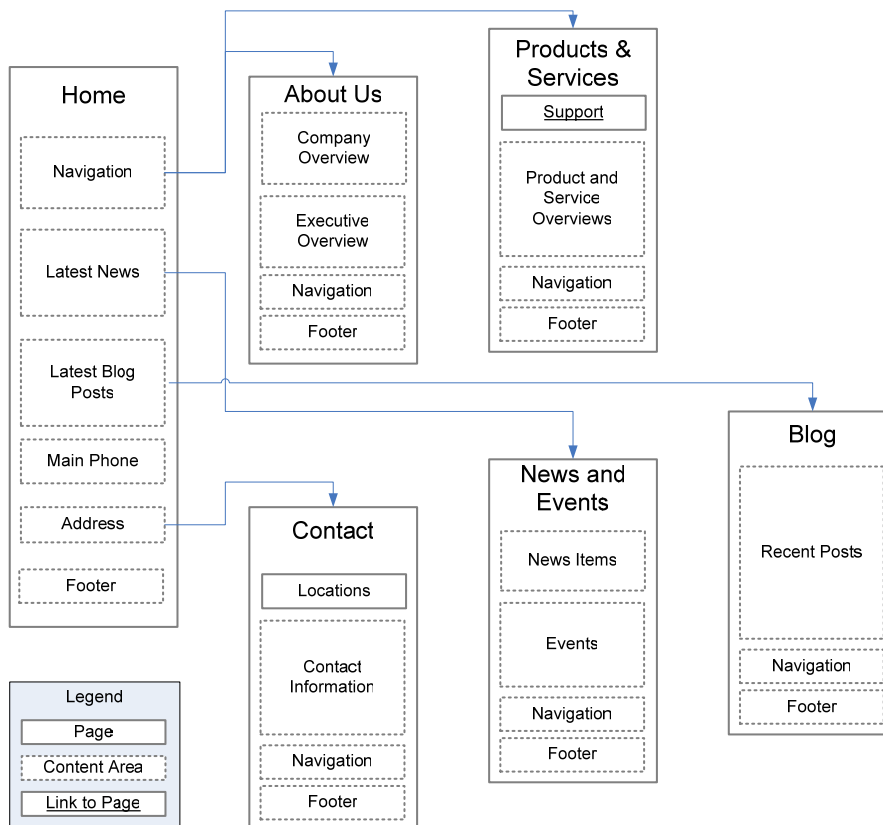 Home
Navigation
Latest News
Latest Blog
Posts
Main Phone
Address
Footer
About Us
Company
Overview
Executive
Overview
Navigation
Footer
Products &
Services
Support
Product and
Service
Overviews
Navigation
Footer
Contact
Locations
Contact
Information
Navigation
Footer
News and
Events
News Items
Events
Navigation
Footer
Blog
Recent Posts
Navigation
Footer
Legend
Page
Content Area
Link to Page